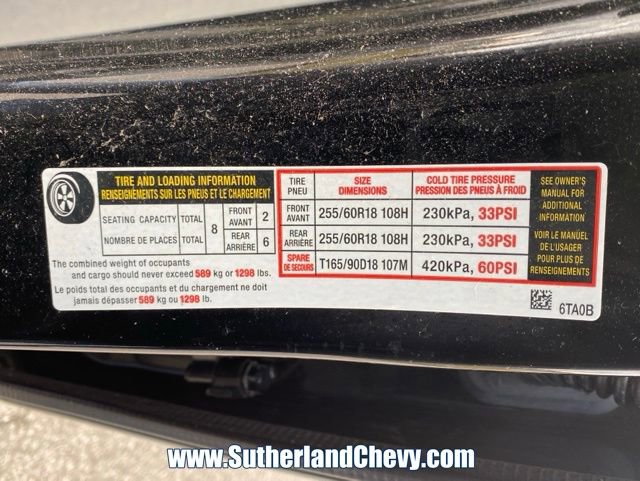 TIRE AND LOADING INFORMATION
RENSEIGNEMENTS SUR LES PNEUS ET LE CHARGEMENT
SEATING CAPACITY TOTAL 8 FRONT AVANT 2
NOMBRE DE PLACES TOTAL REAR ARRIÈRE 6
The combined weight of occupants
and cargo should never exceed 589 kg or 1298 lbs.
Le poids total des occupants et du chargement ne doit
jamais dépasser 589 kg ou 1298 lb.
TIRE PNEU SIZE DIMENSIONS COLD TIRE PRESSURE PRESSION DES PNEUS À FROID
FRONT AVANT 255/60R18 108H 230kPa, 33PSI
REAR ARRIÈRE 255/60R18 108H 230kPa, 33PSI
SPARE DE SECOURS T165/90D18 107M 420kPa, 60PSI
SEE OWNER'S
MANUAL FOR
ADDITIONAL
INFORMATION
VOIR LE MANUEL
DE L'USAGER
POUR PLUS DE
RENSEIGNEMENTS
6TA0B
www.SutherlandChevy.com